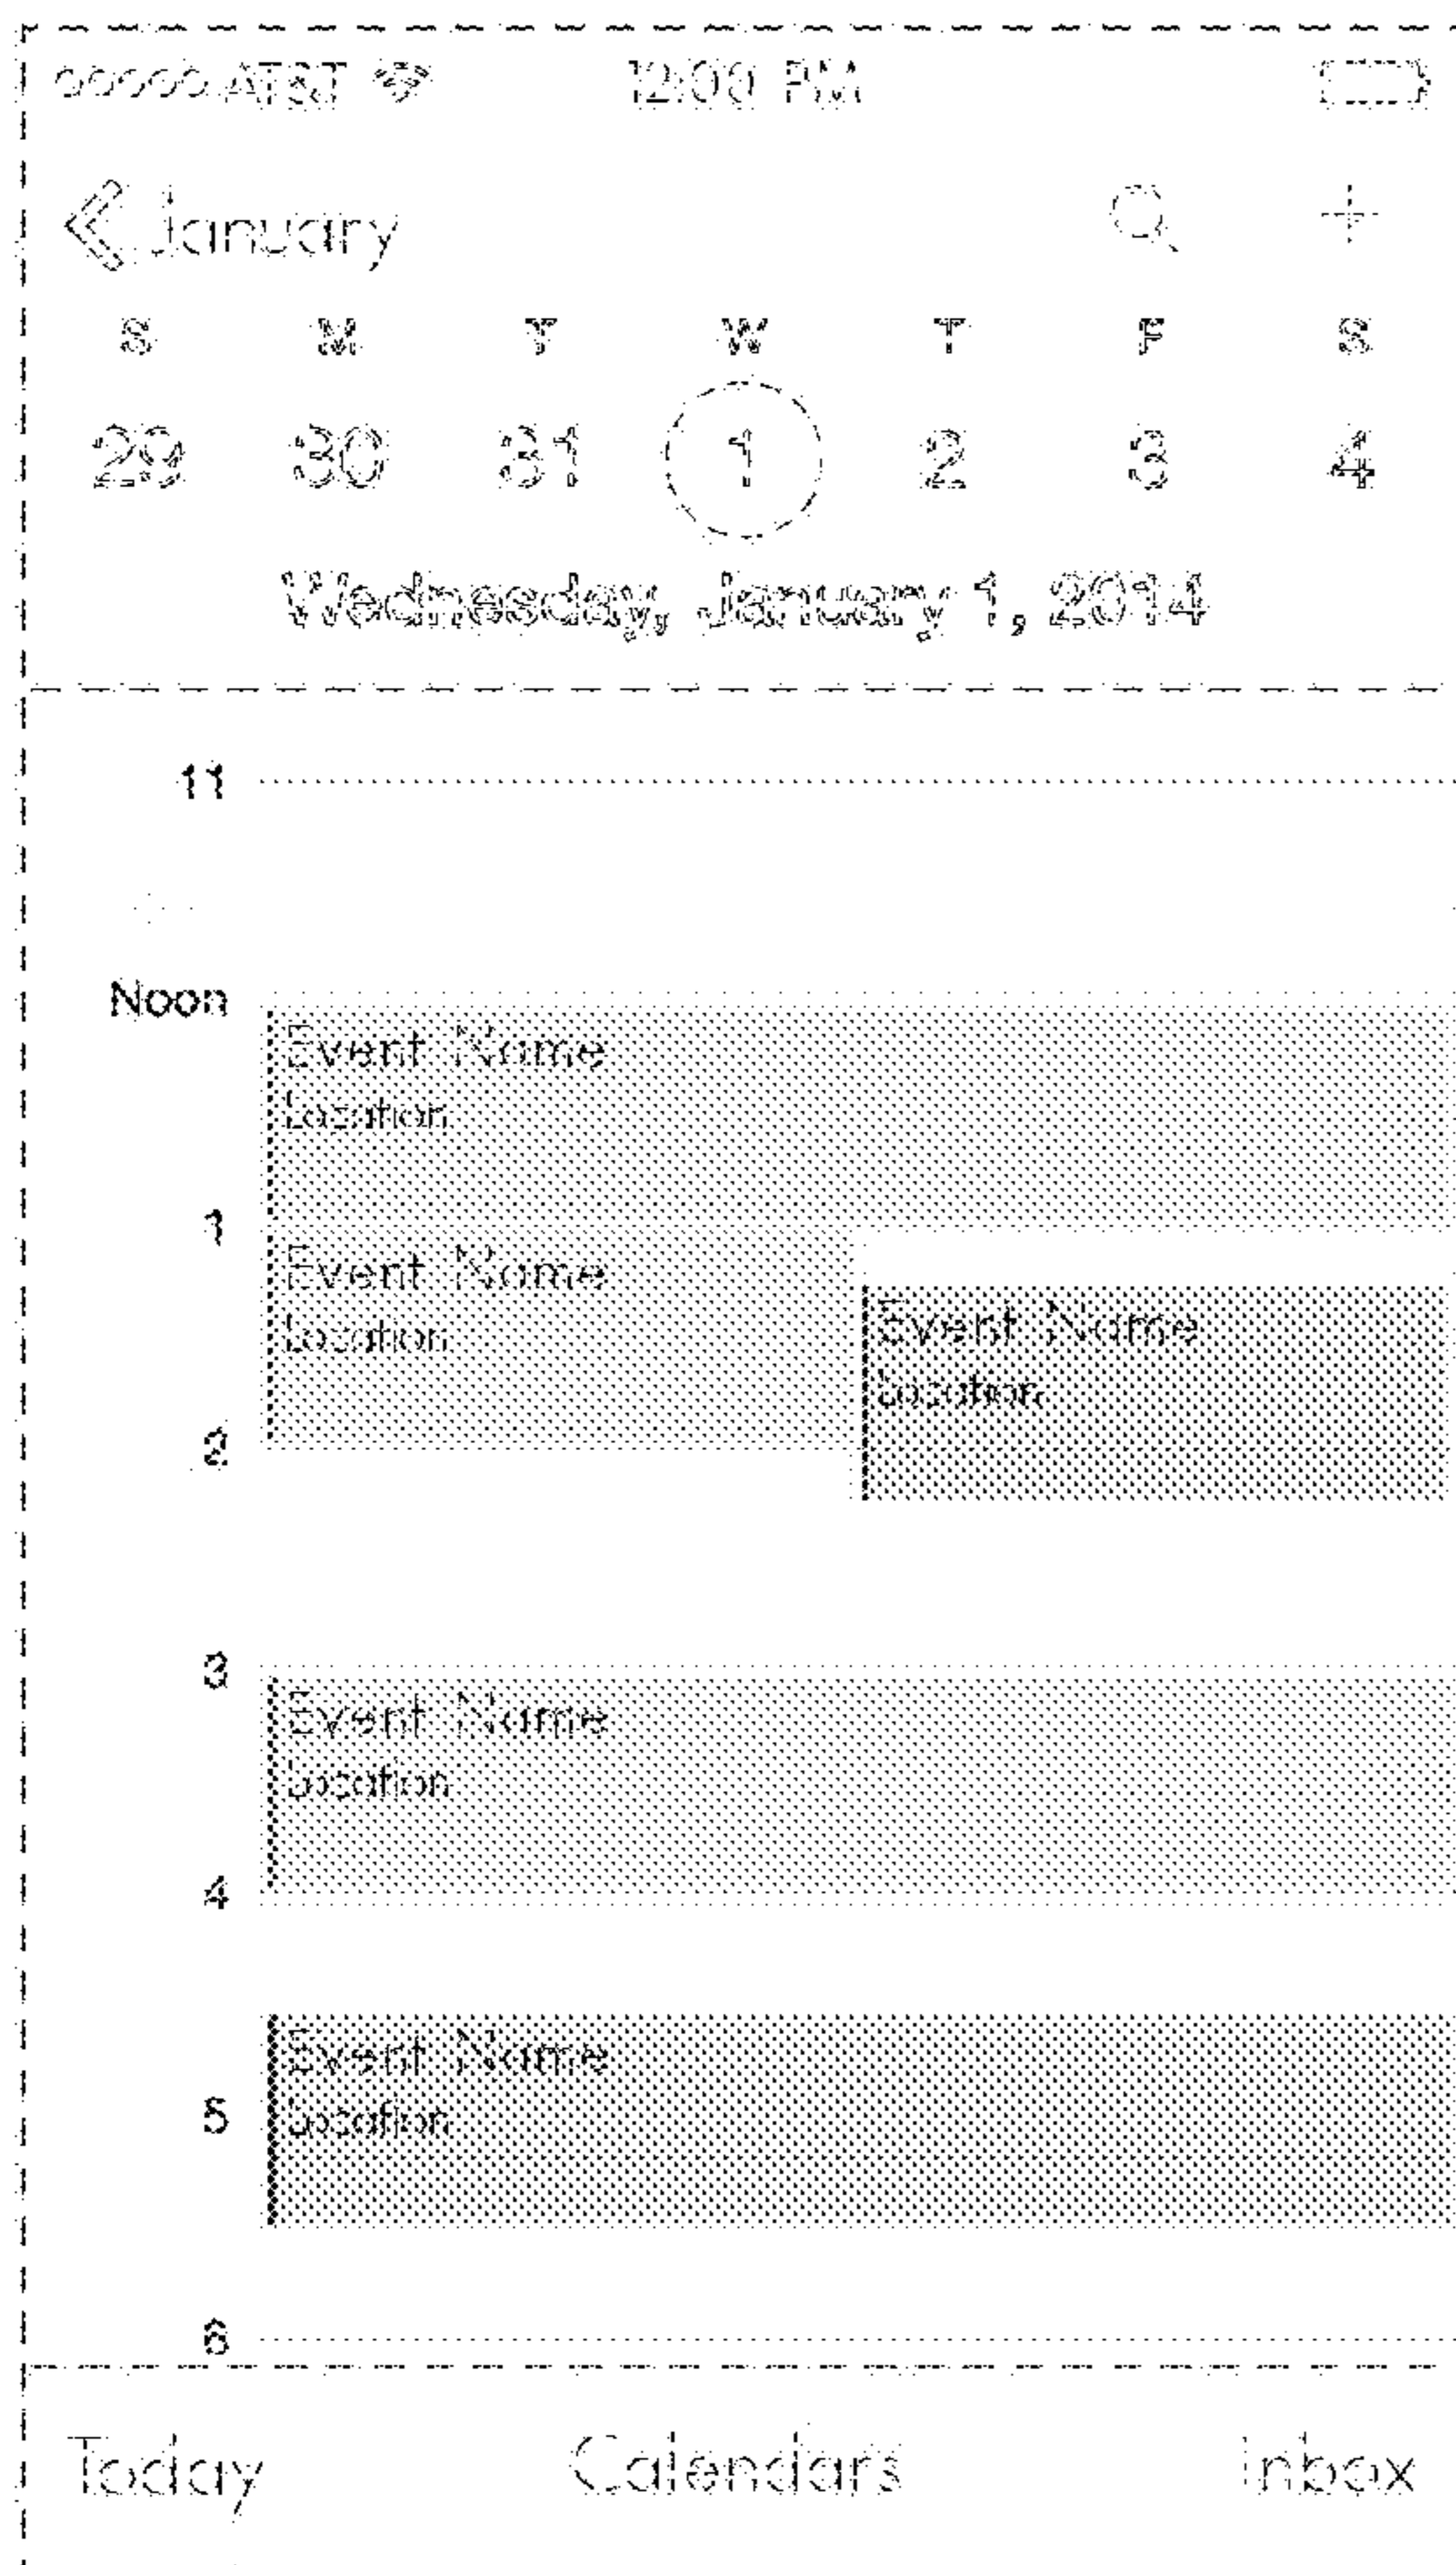 AT&T 12:00 PM
January
S M T W T F S
29 30 31 1 2 3 4
Wednesday, January 1, 2014
11
Noon
Event Name
Location
1
Event Name
Location
Event Name
Location
2
3
Event Name
Location
4
Event Name
5
Location
6
Today Calendars Inbox